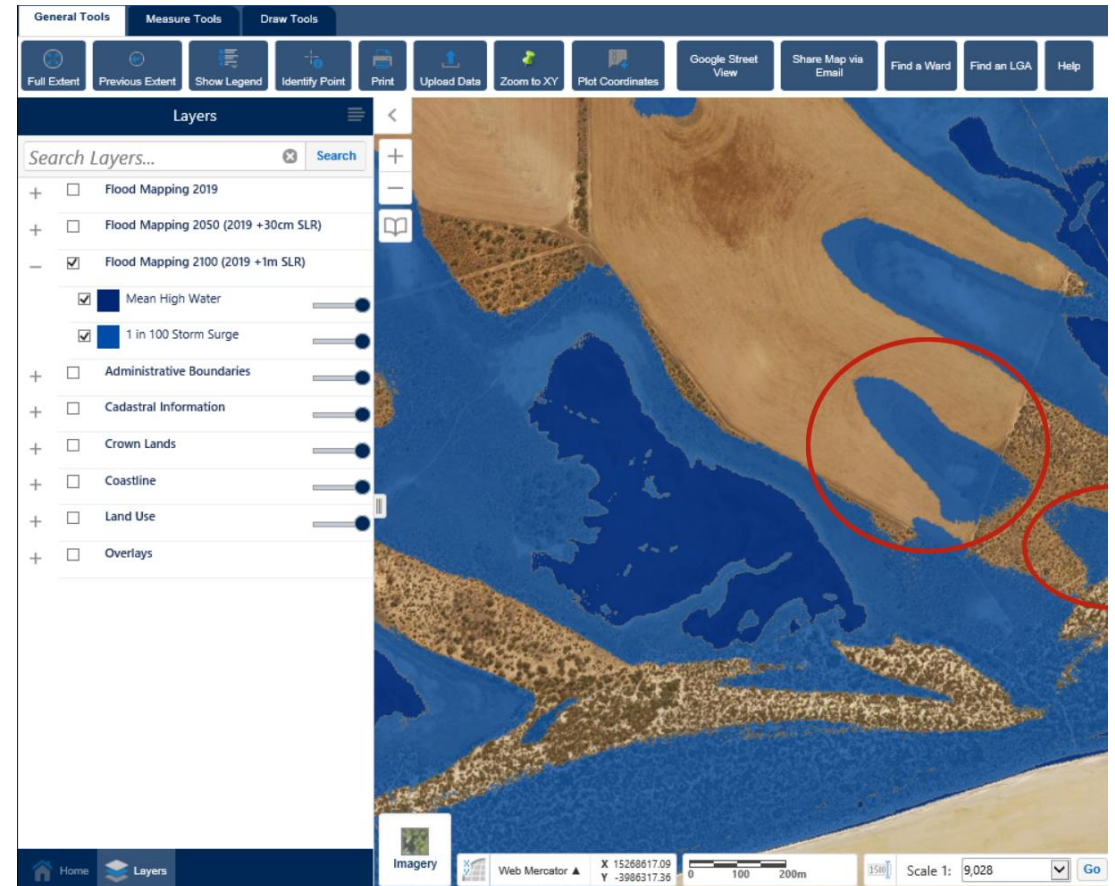 General Tools
Measure Tools
Draw Tools
Full Extent
Previous Extent
Show Legend
Identify Point
Print
Upload Data
Zoom to XY
Plot Coordinates
Google Street
View
Share Map via
Email
Find a Ward
Find an LGA
Help
Layers
Search Layers...
Search
Flood Mapping 2019
Flood Mapping 2050 (2019 +30cm SLR)
Flood Mapping 2100 (2019 +1m SLR)
Mean High Water
1 in 100 Storm Surge
Administrative Boundaries
Cadastral Information
Crown Lands
Coastline
Land Use
Overlays
Home
Layers
Imagery
Web Mercator
X 15268617.09
Y -3986317.36
0 100 200m
Scale 1:
9,028
Go